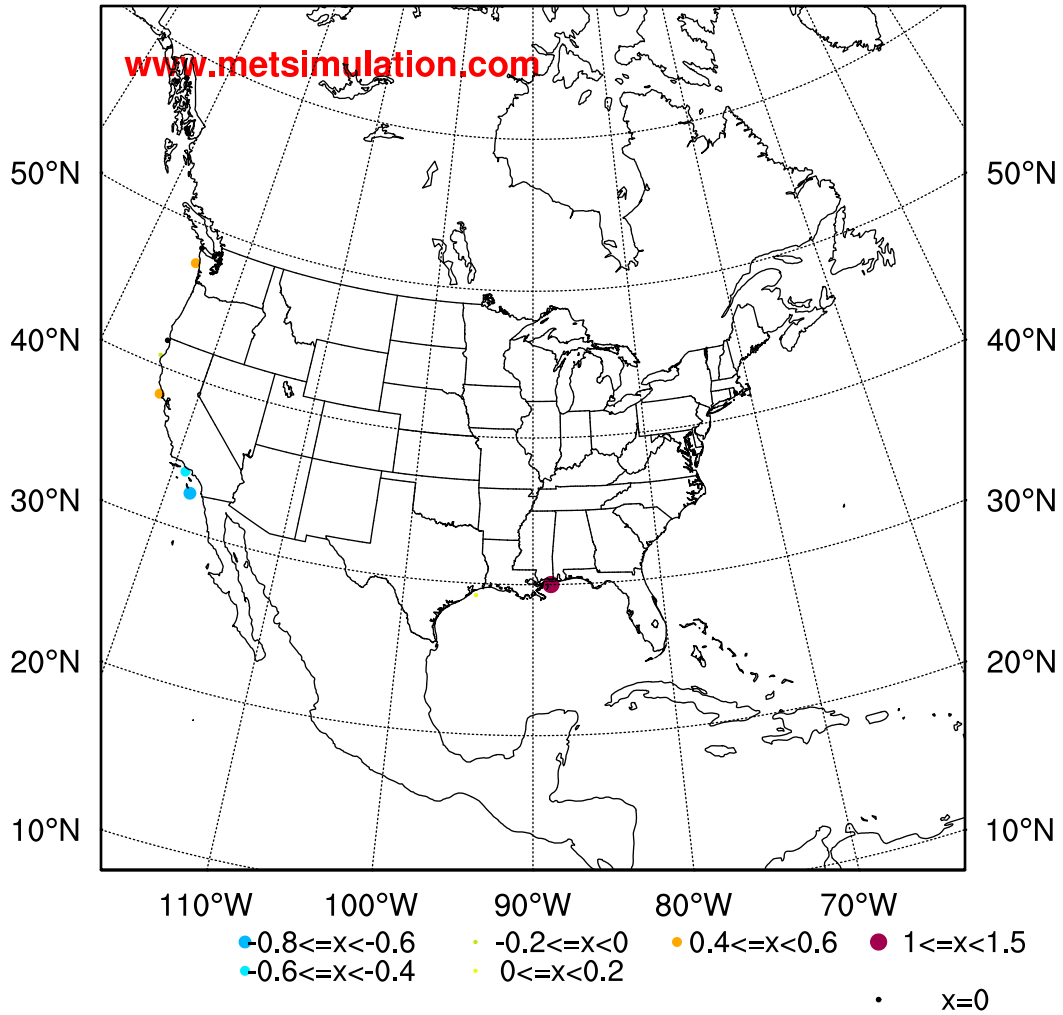 www.metsimulation.com
50°N 50°N
40°N 40°N
30°N 30°N
20°N 20°N
10°N 10°N
110°W 100°W 90°W 80°W 70°W
-0.8<=x<-0.6 -0.2<=x<0 0.4<=x<0.6 1<=x<1.5
-0.6<=x<-0.4 0<=x<0.2
x=0